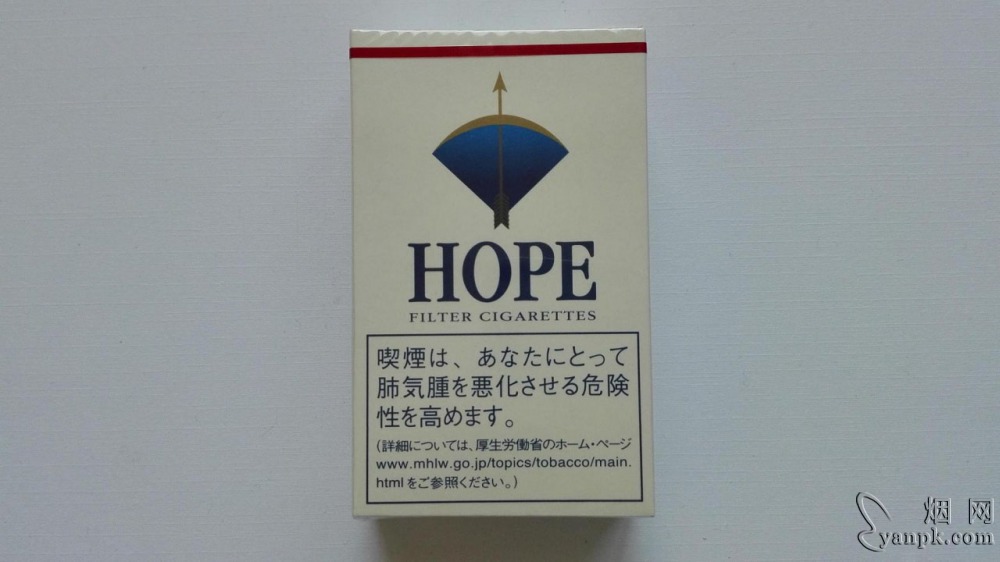 HOPE
FILTER CIGARETTES
喫煙は、あなたにとって
肺気腫を悪化させる危険
性を高めます。
(詳細については、厚生労働省のホーム・ページ
www.mhlw.go.jp/topics/tobacco/main.
htmlをご参照ください。)
烟网
yanpk.com